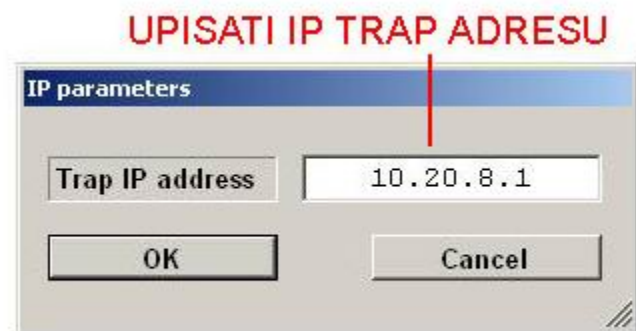 UPISATI IP TRAP ADRESU
IP parameters
Trap IP address 10.20.8.1
OK Cancel